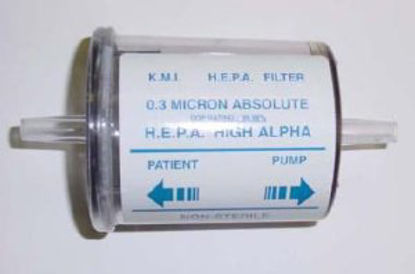 K.M.I. H.E.P.A. FILTER
0.3 MICRON ABSOLUTE
H.E.P.A. HIGH ALPHA
PATIENT PUMP
NON-STERILE